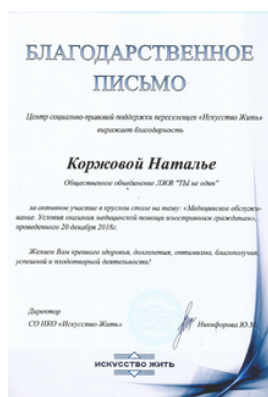 БЛАГОДАРСТВЕННОЕ
ПИСЬМО
Центр социально-правовой поддержки переселенцев «Искусство Жить»
выражает благодарность
Коржовой Наталье
Общественное объединение ЛЖВ "ТЫ не один"
за активное участие в круглом столе на тему: «Медицинское обслужи-
вание. Условия оказания медицинской помощи иностранным гражданам»,
проведенного 20 декабря 2018г.
Желаем Вам крепкого здоровья, долголетия, оптимизма, благополучия,
успешной и плодотворной деятельности!
Директор
СО НКО «Искусство Жить»
Никифорова Ю.М.
ИСКУССТВО ЖИТЬ